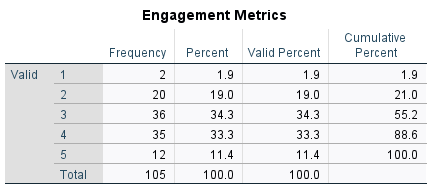 Engagement Metrics
Frequency Percent Valid Percent Cumulative Percent
Valid 1 2 1.9 1.9 1.9
2 20 19.0 19.0 21.0
3 36 34.3 34.3 55.2
4 35 33.3 33.3 88.6
5 12 11.4 11.4 100.0
Total 105 100.0 100.0